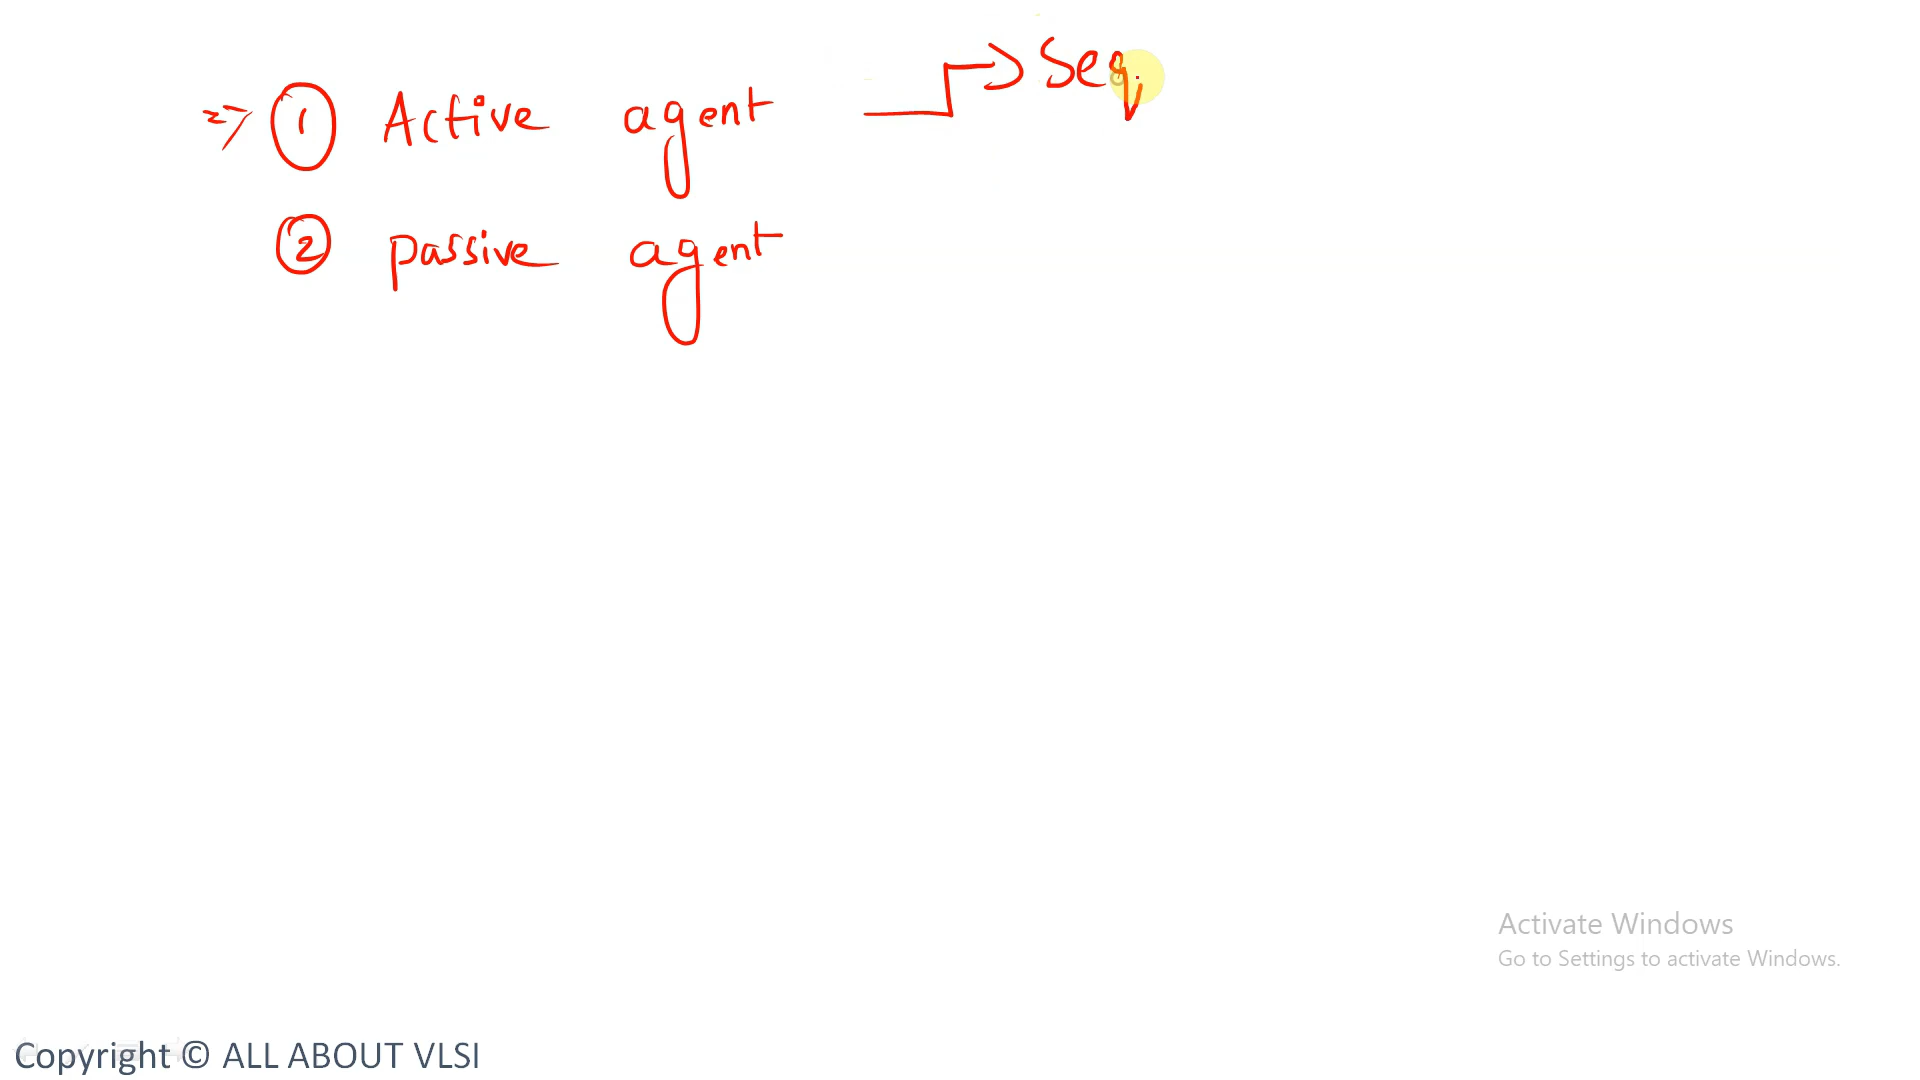 => 1 Active agent → Seq
2 passive agent
Activate Windows
Go to Settings to activate Windows.
Copyright © ALL ABOUT VLSI